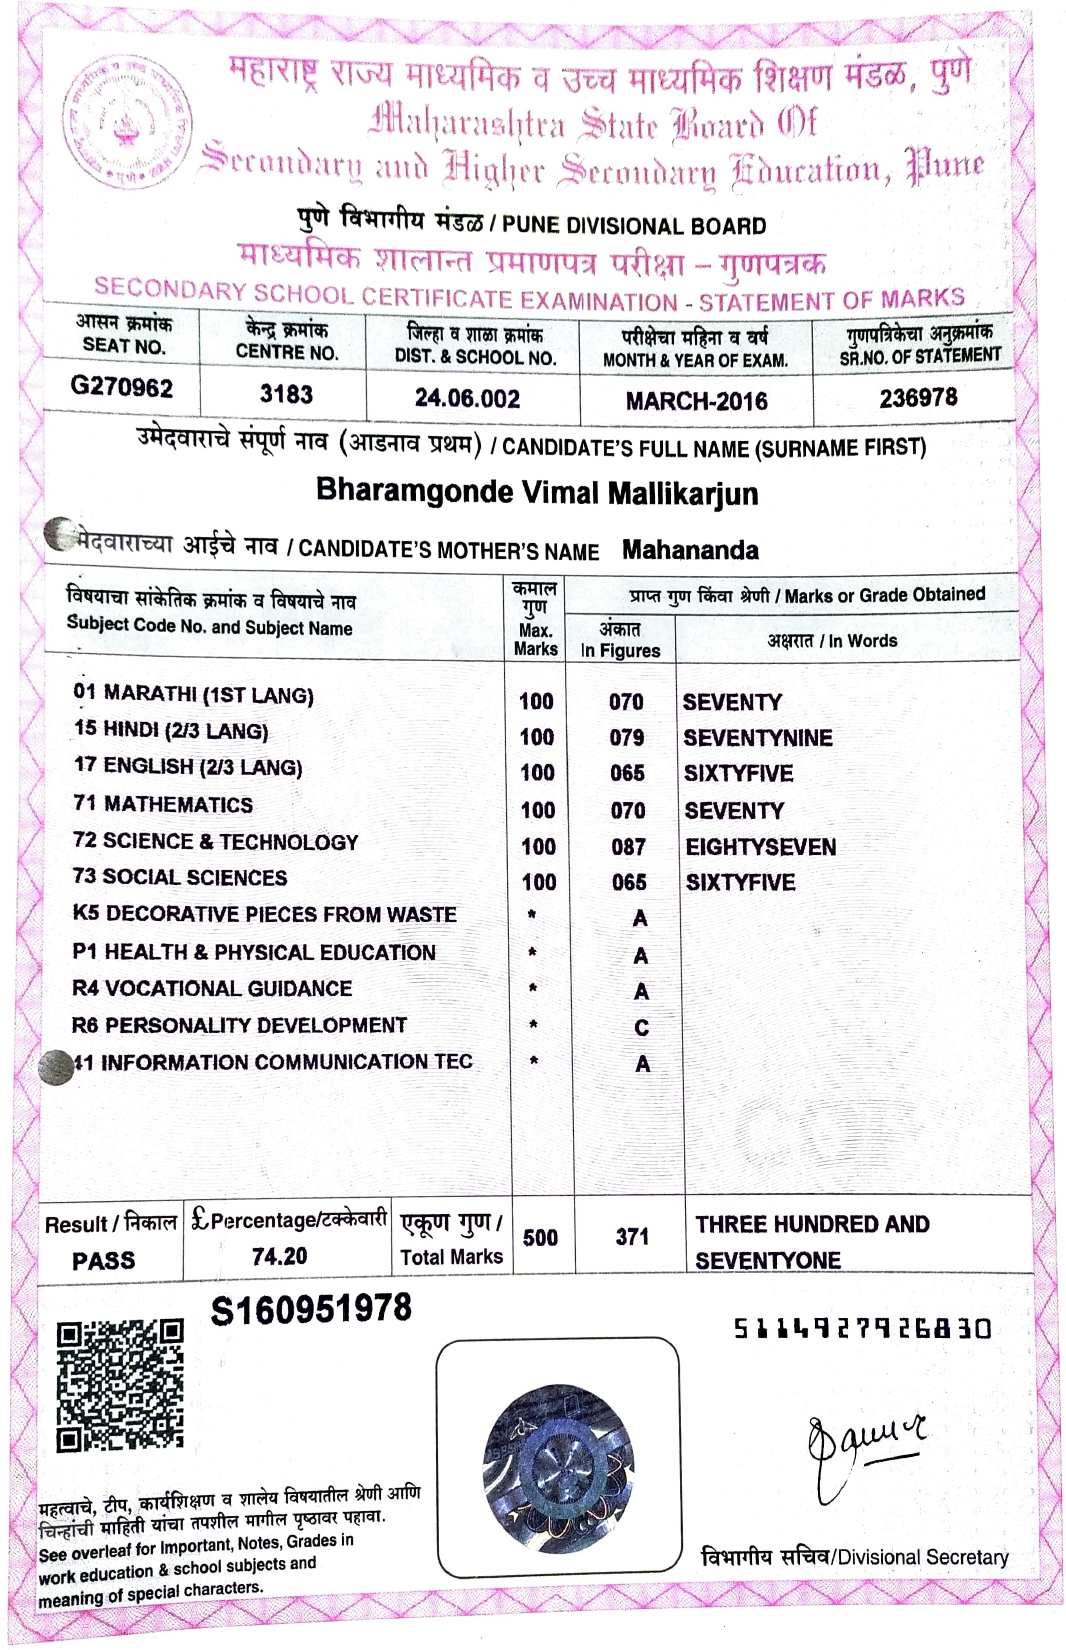 महाराष्ट्र राज्य माध्यमिक व उच्च माध्यमिक शिक्षण मंडळ, पुणे
Maharashtra State Board Of
Secondary and Higher Secondary Education, Pune
पुणे विभागीय मंडळ / PUNE DIVISIONAL BOARD
माध्यमिक शालान्त प्रमाणपत्र परीक्षा – गुणपत्रक
SECONDARY SCHOOL CERTIFICATE EXAMINATION - STATEMENT OF MARKS
आसन क्रमांक केन्द्र क्रमांक जिल्हा व शाळा क्रमांक परीक्षेचा महिना व वर्ष गुणपत्रिकेचा अनुक्रमांक
SEAT NO. CENTRE NO. DIST. & SCHOOL NO. MONTH & YEAR OF EXAM. SR.NO. OF STATEMENT
G270962 3183 24.06.002 MARCH-2016 236978
उमेदवाराचे संपूर्ण नाव (आडनाव प्रथम) / CANDIDATE'S FULL NAME (SURNAME FIRST)
Bharamgonde Vimal Mallikarjun
मेदवाराच्या आईचे नाव / CANDIDATE'S MOTHER'S NAME Mahananda
विषयाचा सांकेतिक क्रमांक व विषयाचे नाव
Subject Code No. and Subject Name
कमाल
गुण
Max.
Marks
प्राप्त गुण किंवा श्रेणी / Marks or Grade Obtained
अंकात
In Figures
अक्षरात / In Words
01 MARATHI (1ST LANG) 100 070 SEVENTY
15 HINDI (2/3 LANG) 100 079 SEVENTYNINE
17 ENGLISH (2/3 LANG) 100 065 SIXTYFIVE
71 MATHEMATICS 100 070 SEVENTY
72 SCIENCE & TECHNOLOGY 100 087 EIGHTYSEVEN
73 SOCIAL SCIENCES 100 065 SIXTYFIVE
K5 DECORATIVE PIECES FROM WASTE * A
P1 HEALTH & PHYSICAL EDUCATION * A
R4 VOCATIONAL GUIDANCE * A
R6 PERSONALITY DEVELOPMENT * C
41 INFORMATION COMMUNICATION TEC * A
Result / निकाल £Percentage/टक्केवारी एकूण गुण / 500 371 THREE HUNDRED AND
PASS 74.20 Total Marks SEVENTYONE
S160951978
5114927926830
महत्वाचे, टीप, कार्यशिक्षण व शालेय विषयातील श्रेणी आणि
चिन्हांची माहिती यांचा तपशील मागील पृष्ठावर पहावा.
See overleaf for Important, Notes, Grades in
work education & school subjects and
meaning of special characters.
विभागीय सचिव/Divisional Secretary